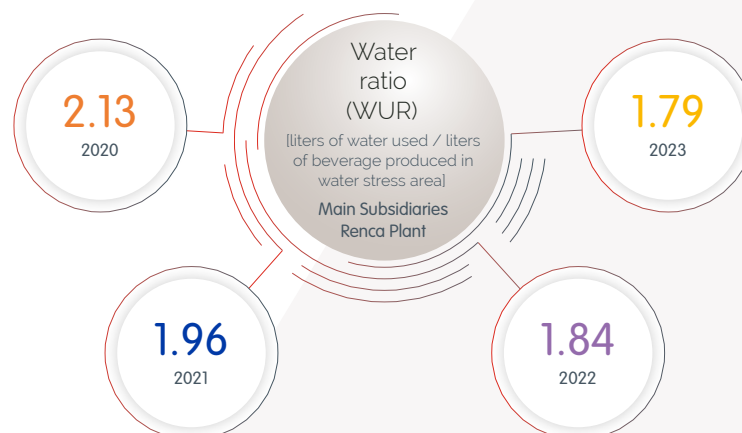 Water
ratio
(WUR)
[liters of water used / liters
of beverage produced in
water stress area]
Main Subsidiaries
Renca Plant
2.13
2020
1.96
2021
1.84
2022
1.79
2023